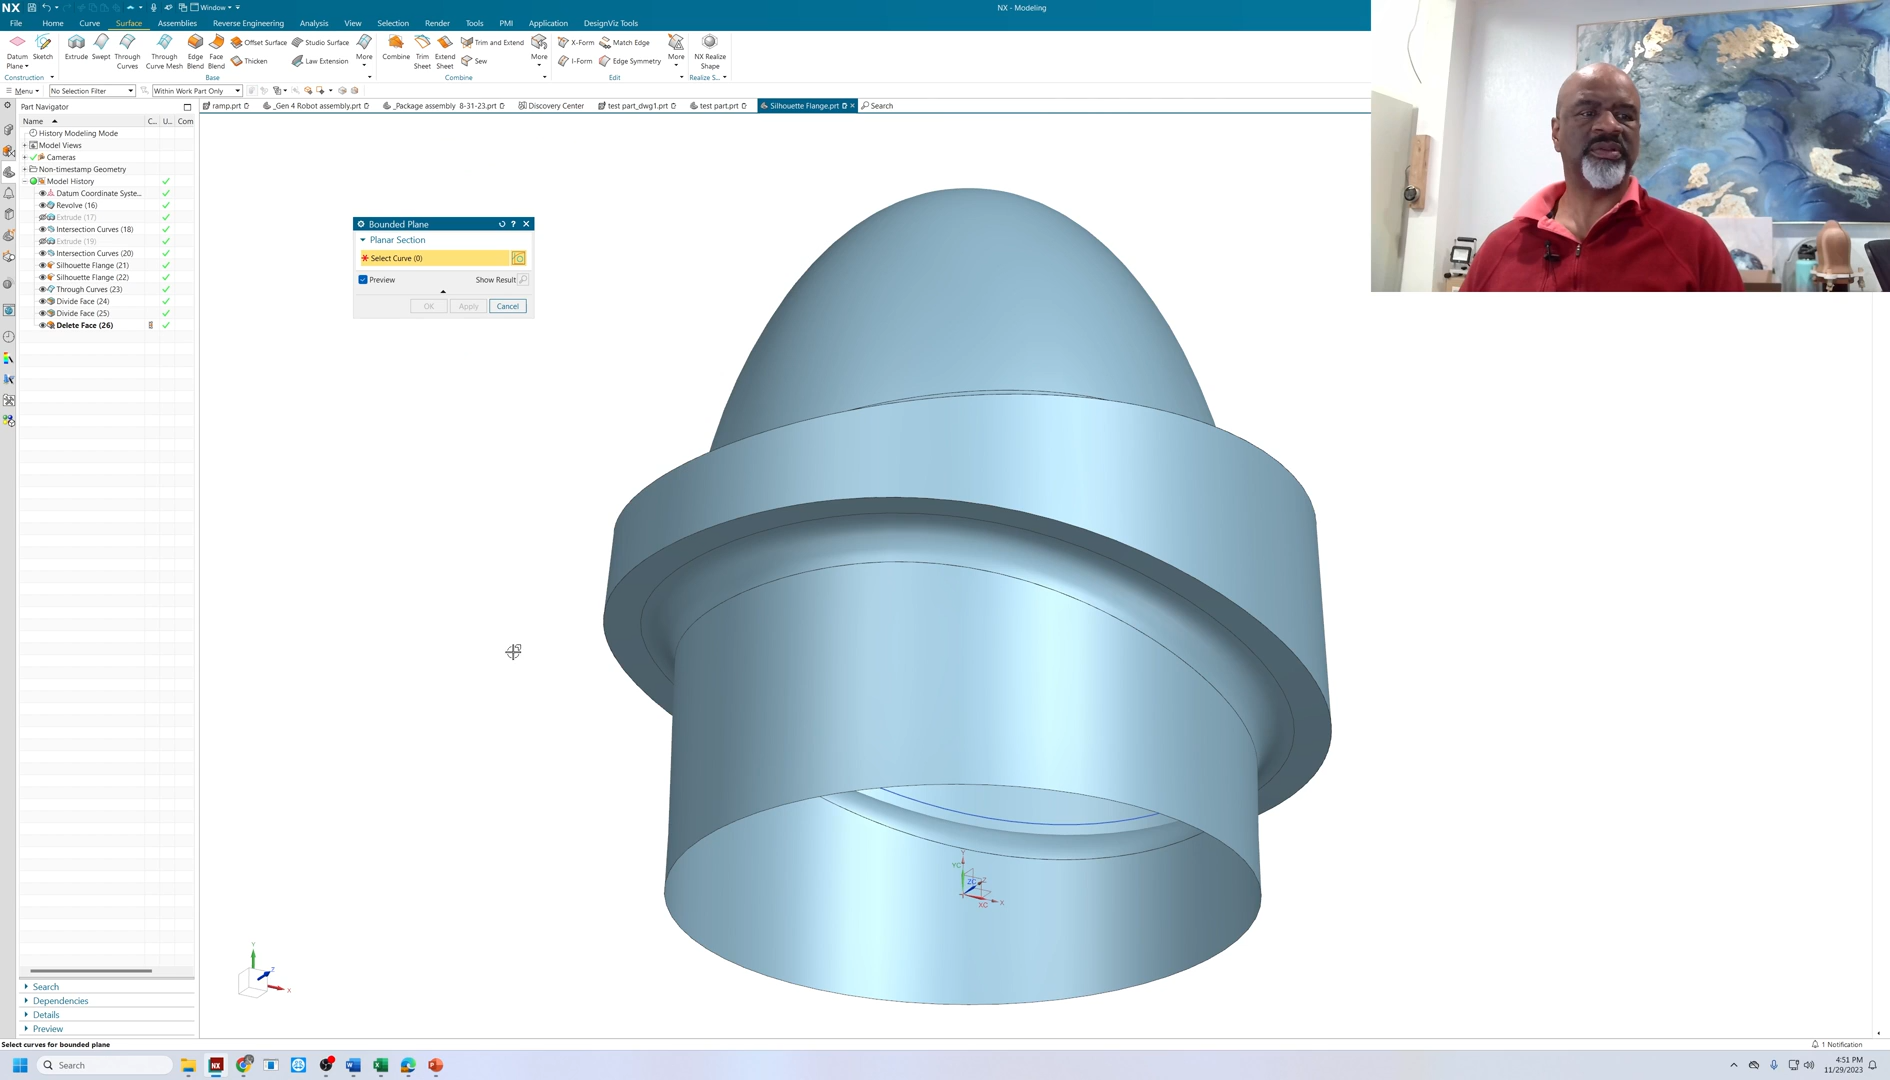 NX
Window
NX - Modeling
File
Home
Curve
Surface
Assemblies
Reverse Engineering
Analysis
View
Selection
Render
Tools
PMI
Application
DesignViz Tools
Datum Plane
Sketch
Construction
Extrude
Swept
Through Curves
Through Curve Mesh
Edge Blend
Face Blend
Offset Surface
Thicken
Studio Surface
Law Extension
More
Base
Combine
Trim Sheet
Extend Sheet
Trim and Extend
Sew
More
Combine
X-Form
I-Form
Match Edge
Edge Symmetry
More
Edit
NX Realize Shape
Realize S...
Menu
No Selection Filter
Within Work Part Only
Part Navigator
ramp.prt
_Gen 4 Robot assembly.prt
_Package assembly 8-31-23.prt
Discovery Center
test part_dwg1.prt
test part.prt
Silhouette Flange.prt
Search
Name
C...
U...
Com
History Modeling Mode
Model Views
Cameras
Non-timestamp Geometry
Model History
Datum Coordinate Syste...
Revolve (16)
Extrude (17)
Intersection Curves (18)
Extrude (19)
Intersection Curves (20)
Silhouette Flange (21)
Silhouette Flange (22)
Through Curves (23)
Divide Face (24)
Divide Face (25)
Delete Face (26)
Bounded Plane
Planar Section
Select Curve (0)
Preview
Show Result
OK
Apply
Cancel
Y
YC
ZC
Z
XC
X
Y
Z
X
Search
Dependencies
Details
Preview
Select curves for bounded plane
1 Notification
Search
NX
4:51 PM
11/29/2023